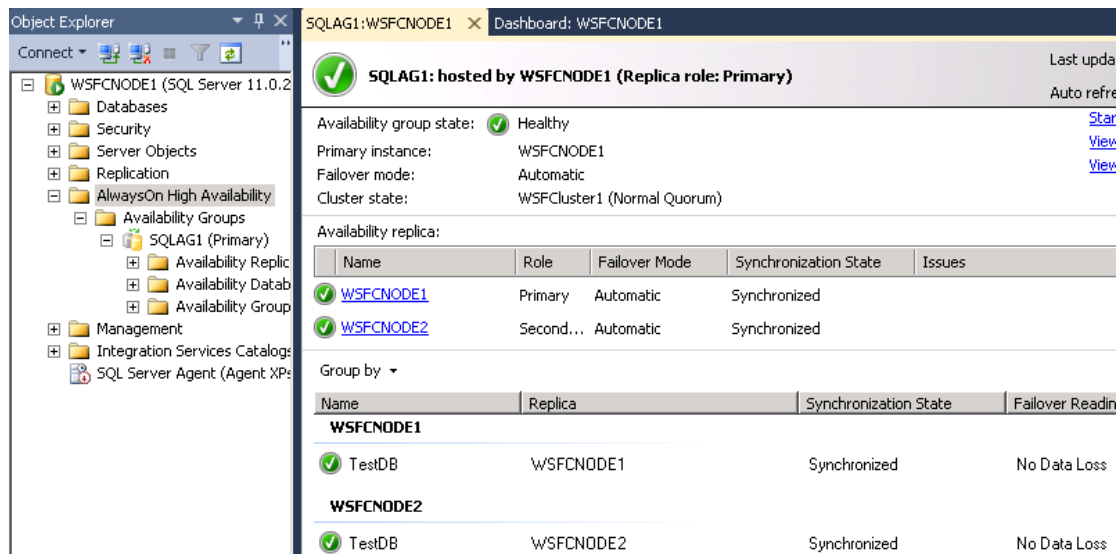 Object Explorer
Connect
WSFCNODE1 (SQL Server 11.0.2
Databases
Security
Server Objects
Replication
AlwaysOn High Availability
Availability Groups
SQLAG1 (Primary)
Availability Replic
Availability Datab
Availability Group
Management
Integration Services Catalogs
SQL Server Agent (Agent XPs
SQLAG1:WSFCNODE1 Dashboard: WSFCNODE1
SQLAG1: hosted by WSFCNODE1 (Replica role: Primary)
Last upda
Auto refre
Availability group state: Healthy
Primary instance: WSFCNODE1
Failover mode: Automatic
Cluster state: WSFCluster1 (Normal Quorum)
Star
View
View
Availability replica:
Name Role Failover Mode Synchronization State Issues
WSFCNODE1 Primary Automatic Synchronized
WSFCNODE2 Second... Automatic Synchronized
Group by
Name Replica Synchronization State Failover Readin
WSFCNODE1
TestDB WSFCNODE1 Synchronized No Data Loss
WSFCNODE2
TestDB WSFCNODE2 Synchronized No Data Loss